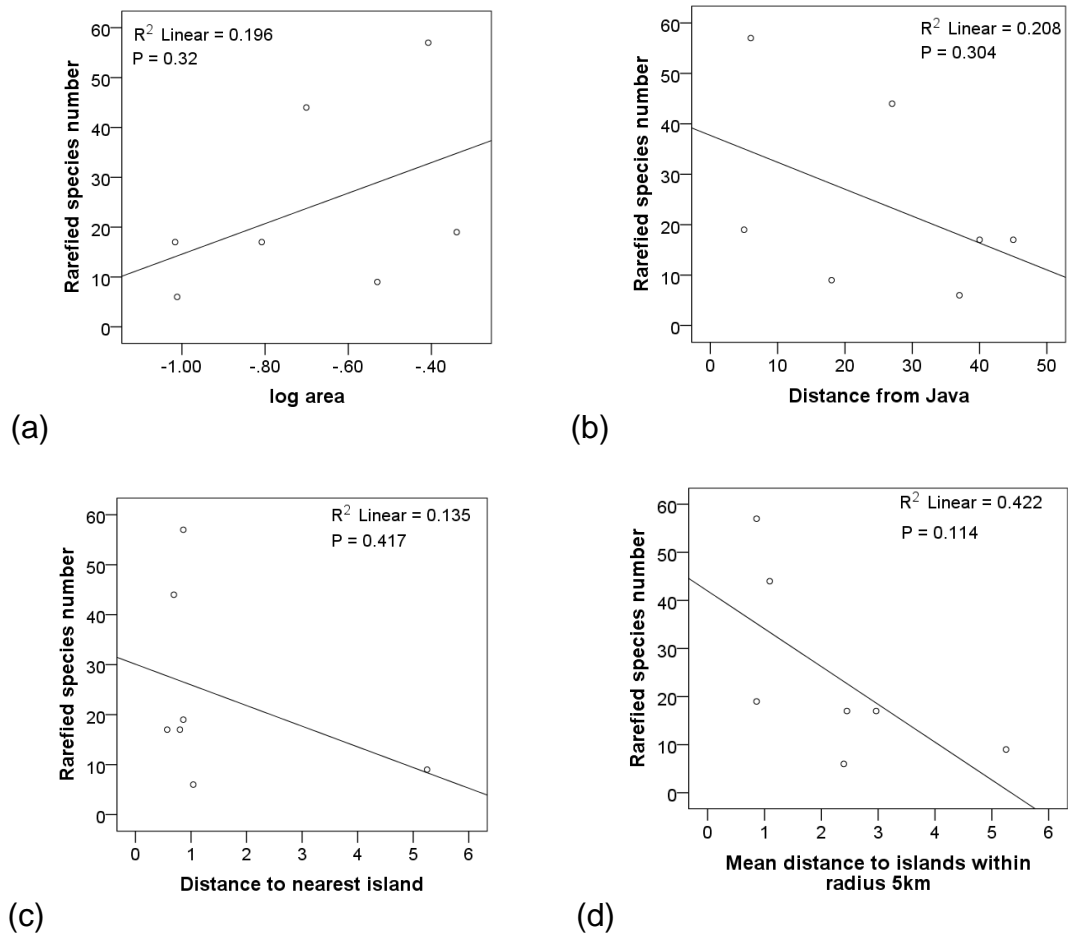 R² Linear = 0.196
P = 0.32
Rarefied species number
60
50
40
30
20
10
0
-1.00
-.80
-.60
-.40
log area
(a)
R² Linear = 0.208
P = 0.304
Rarefied species number
60
50
40
30
20
10
0
0
10
20
30
40
50
Distance from Java
(b)
R² Linear = 0.135
P = 0.417
Rarefied species number
60
50
40
30
20
10
0
0
1
2
3
4
5
6
Distance to nearest island
(c)
R² Linear = 0.422
P = 0.114
Rarefied species number
60
50
40
30
20
10
0
0
1
2
3
4
5
6
Mean distance to islands within
radius 5km
(d)